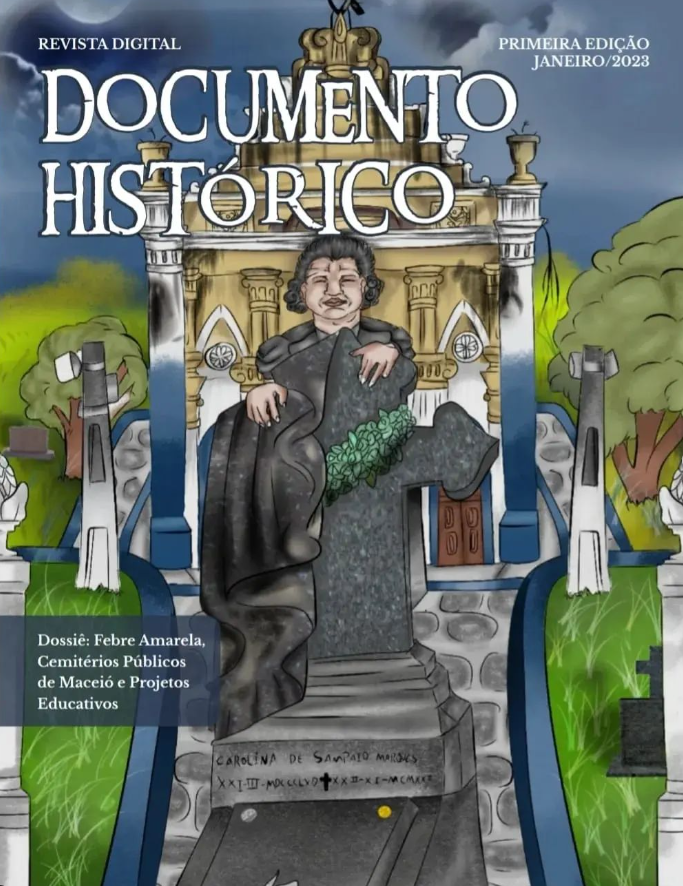 REVISTA DIGITAL
PRIMEIRA EDIÇÃO
JANEIRO/2023
DOCUMENTO
HISTÓRICO
Dossiê: Febre Amarela,
Cemitérios Públicos
de Maceió e Projetos
Educativos
CAROLINA DE SAMPAIO MARQUES